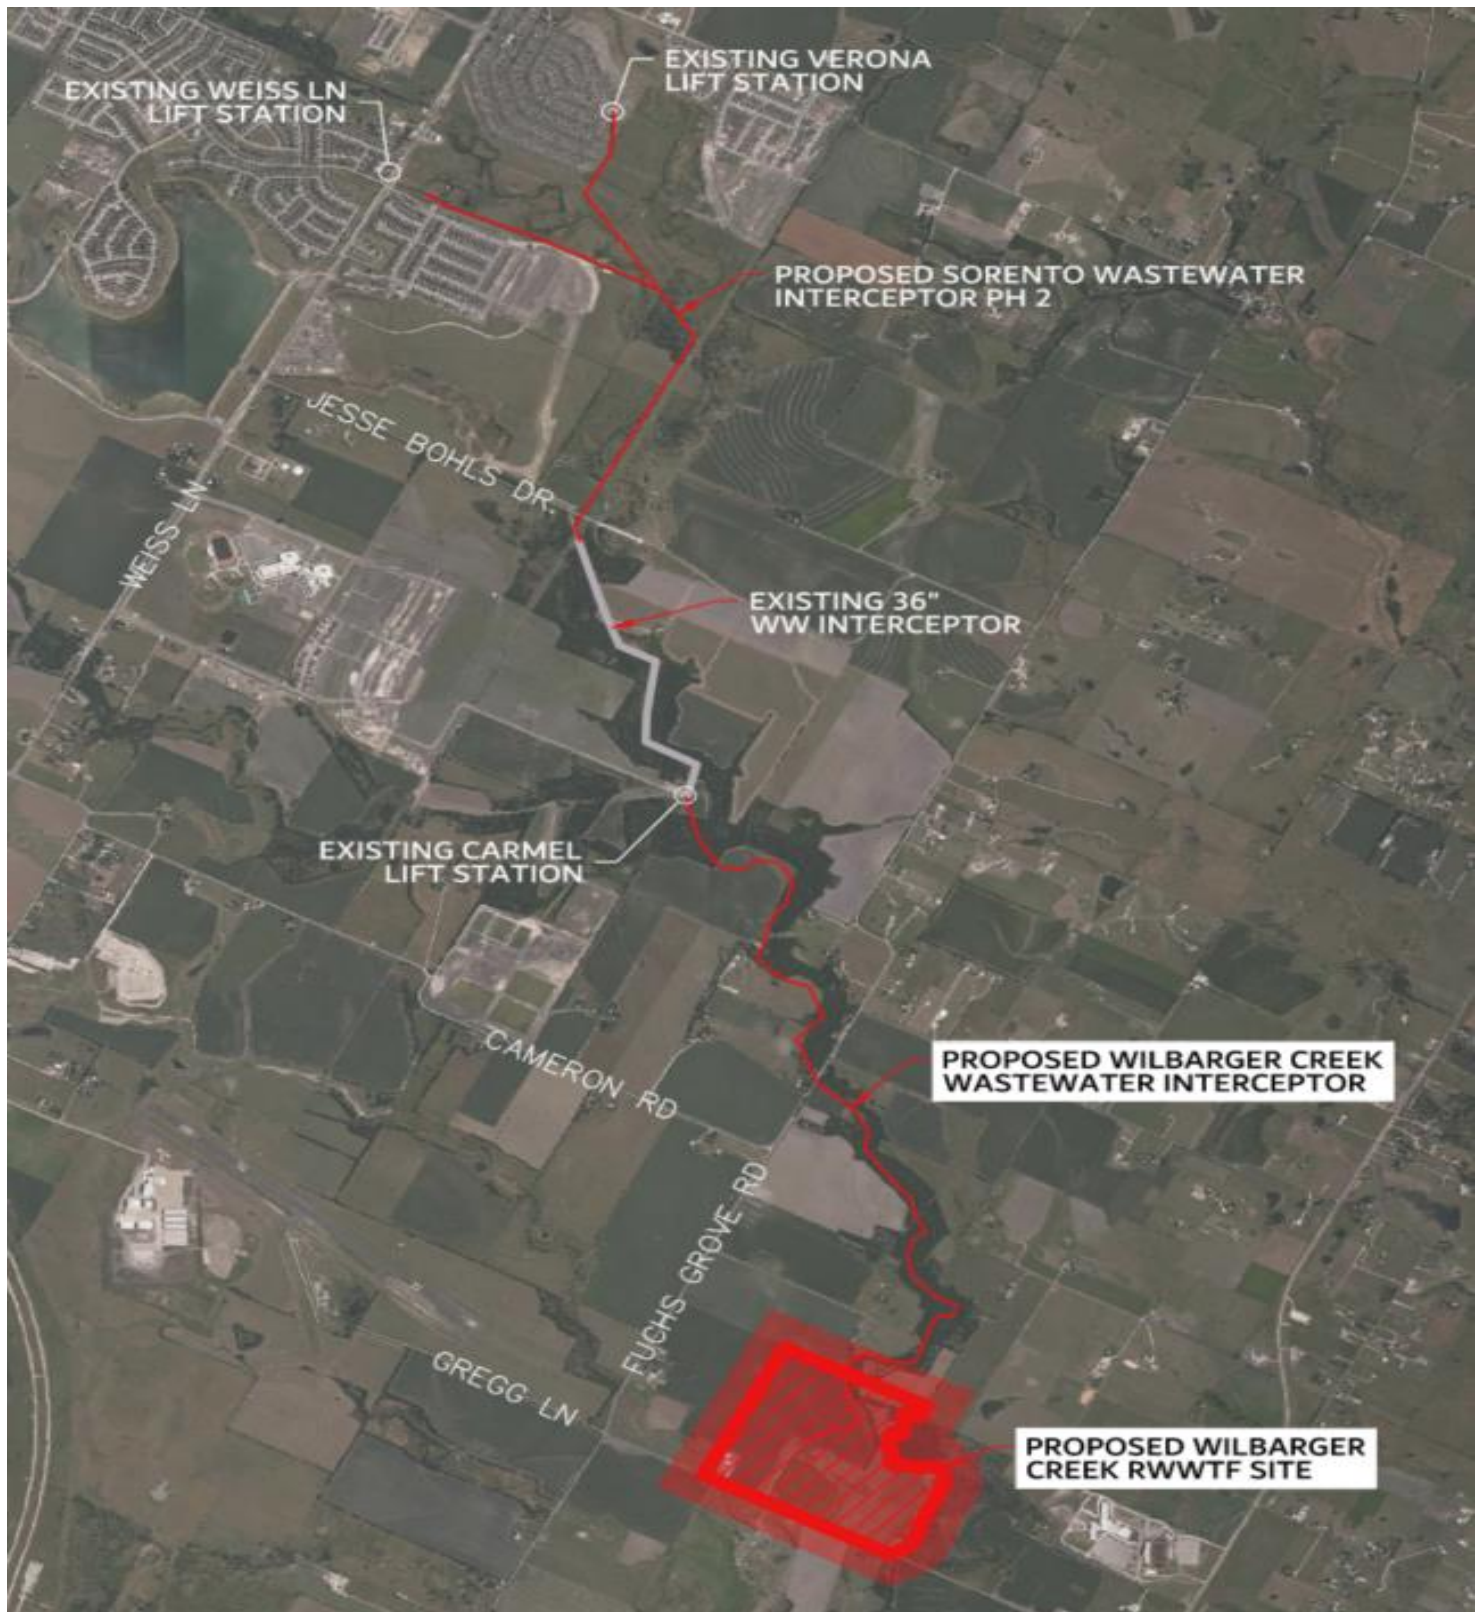 EXISTING VERONA
LIFT STATION
EXISTING WEISS LN
LIFT STATION
PROPOSED SORENTO WASTEWATER
INTERCEPTOR PH 2
JESSE BOHLS DR.
WEISS LN
EXISTING 36"
WW INTERCEPTOR
EXISTING CARMEL
LIFT STATION
CAMERON RD
PROPOSED WILBARGER CREEK
WASTEWATER INTERCEPTOR
FUCHS GROVE RD
GREGG LN
PROPOSED WILBARGER
CREEK RWWTF SITE